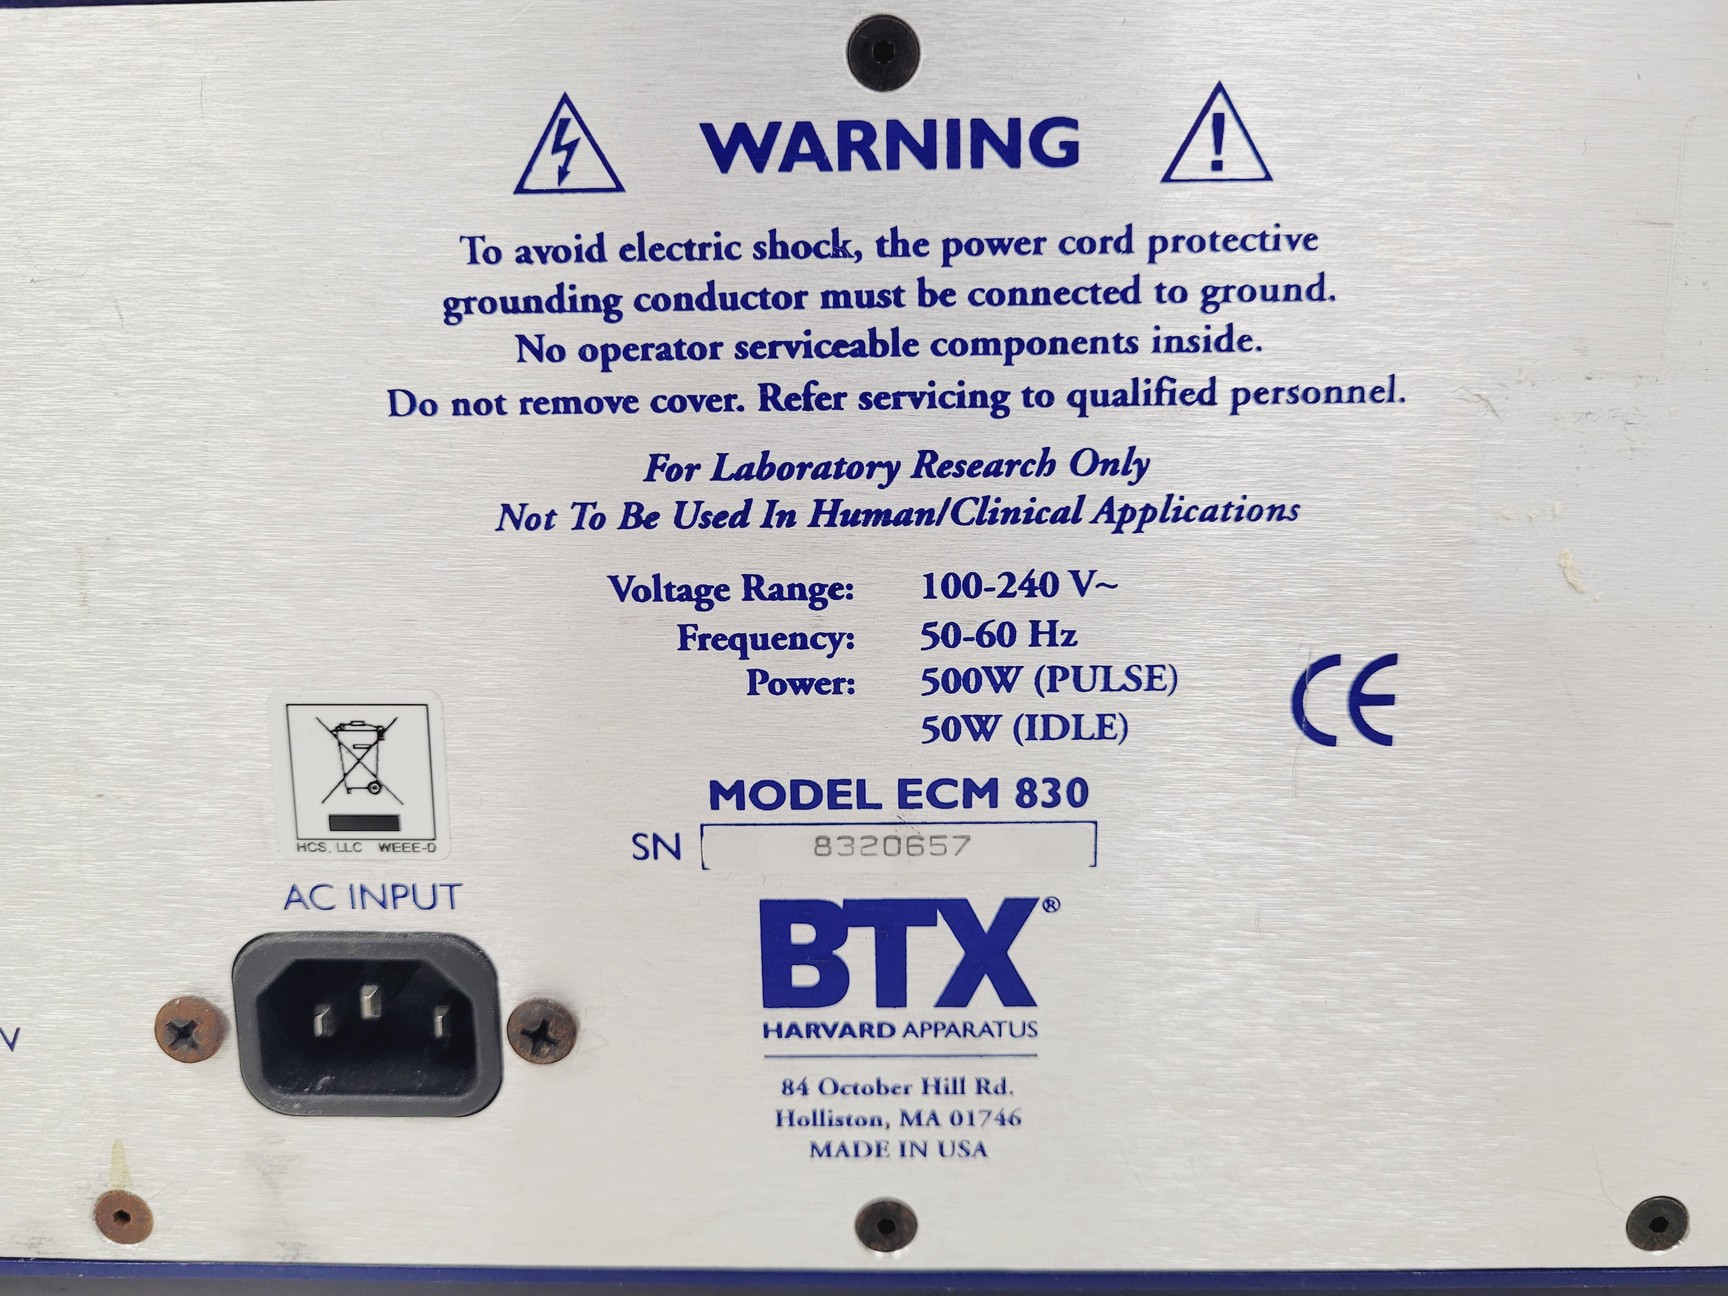 WARNING
To avoid electric shock, the power cord protective
grounding conductor must be connected to ground.
No operator serviceable components inside.
Do not remove cover. Refer servicing to qualified personnel.
For Laboratory Research Only
Not To Be Used In Human/Clinical Applications
Voltage Range: 100-240 V~
Frequency: 50-60 Hz
Power: 500W (PULSE)
50W (IDLE)
CE
MODEL ECM 830
SN 8320657
HCS, LLC WEEE-D
AC INPUT
V
BTX®
HARVARD APPARATUS
84 October Hill Rd.
Holliston, MA 01746
MADE IN USA